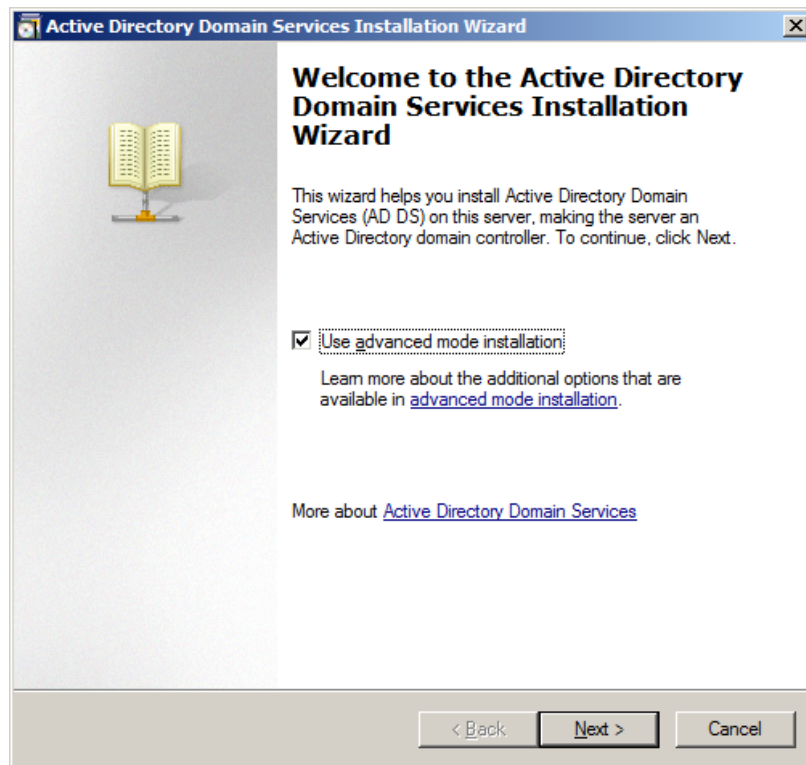 Active Directory Domain Services Installation Wizard
Welcome to the Active Directory
Domain Services Installation
Wizard
This wizard helps you install Active Directory Domain
Services (AD DS) on this server, making the server an
Active Directory domain controller. To continue, click Next.
Use advanced mode installation
Learn more about the additional options that are
available in advanced mode installation.
More about Active Directory Domain Services
< Back
Next >
Cancel